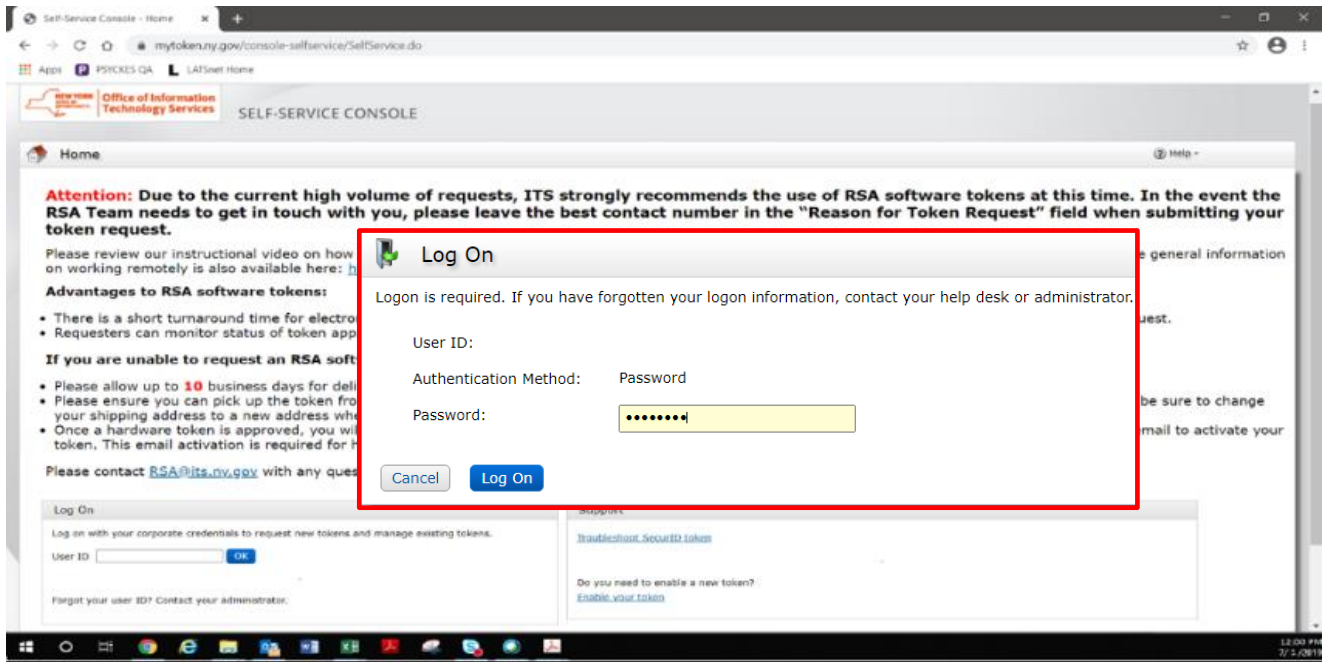 Self-Service Console - Home
mytoken.ny.gov/console-selfservice/SelfService.do
Apps PSYCKES QA LATSnet Home
NEW YORK
Office of Information
Technology Services
SELF-SERVICE CONSOLE
Home
Help
Attention: Due to the current high volume of requests, ITS strongly recommends the use of RSA software tokens at this time. In the event the
RSA Team needs to get in touch with you, please leave the best contact number in the “Reason for Token Request” field when submitting your
token request.
Please review our instructional video on how
e general information
on working remotely is also available here: h
Advantages to RSA software tokens:
• There is a short turnaround time for electro
uest.
• Requesters can monitor status of token app
If you are unable to request an RSA soft
• Please allow up to 10 business days for deli
• Please ensure you can pick up the token fro
be sure to change
your shipping address to a new address whe
• Once a hardware token is approved, you wil
email to activate your
token. This email activation is required for h
Please contact RSA@its.ny.gov with any ques
Log On
Logon is required. If you have forgotten your logon information, contact your help desk or administrator.
User ID:
Authentication Method: Password
Password: ••••••••
Cancel Log On
Log On
Log on with your corporate credentials to request new tokens and manage existing tokens.
User ID OK
Forgot your user ID? Contact your administrator.
Support
Troubleshoot SecurID token
Do you need to enable a new token?
Enable your token
12:00 PM